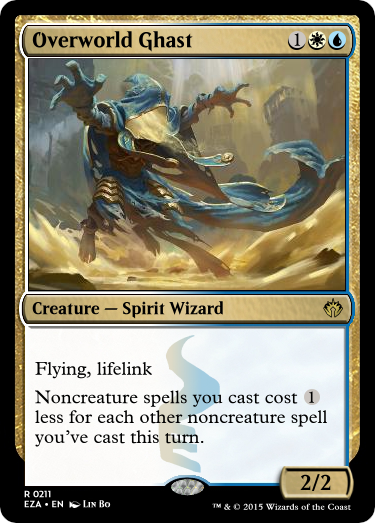 Overworld Ghast 1
Creature — Spirit Wizard
Flying, lifelink
Noncreature spells you cast cost 1
less for each other noncreature spell
you've cast this turn.
2/2
R 0211
EZA • EN Lin Bo
™ & © 2015 Wizards of the Coast